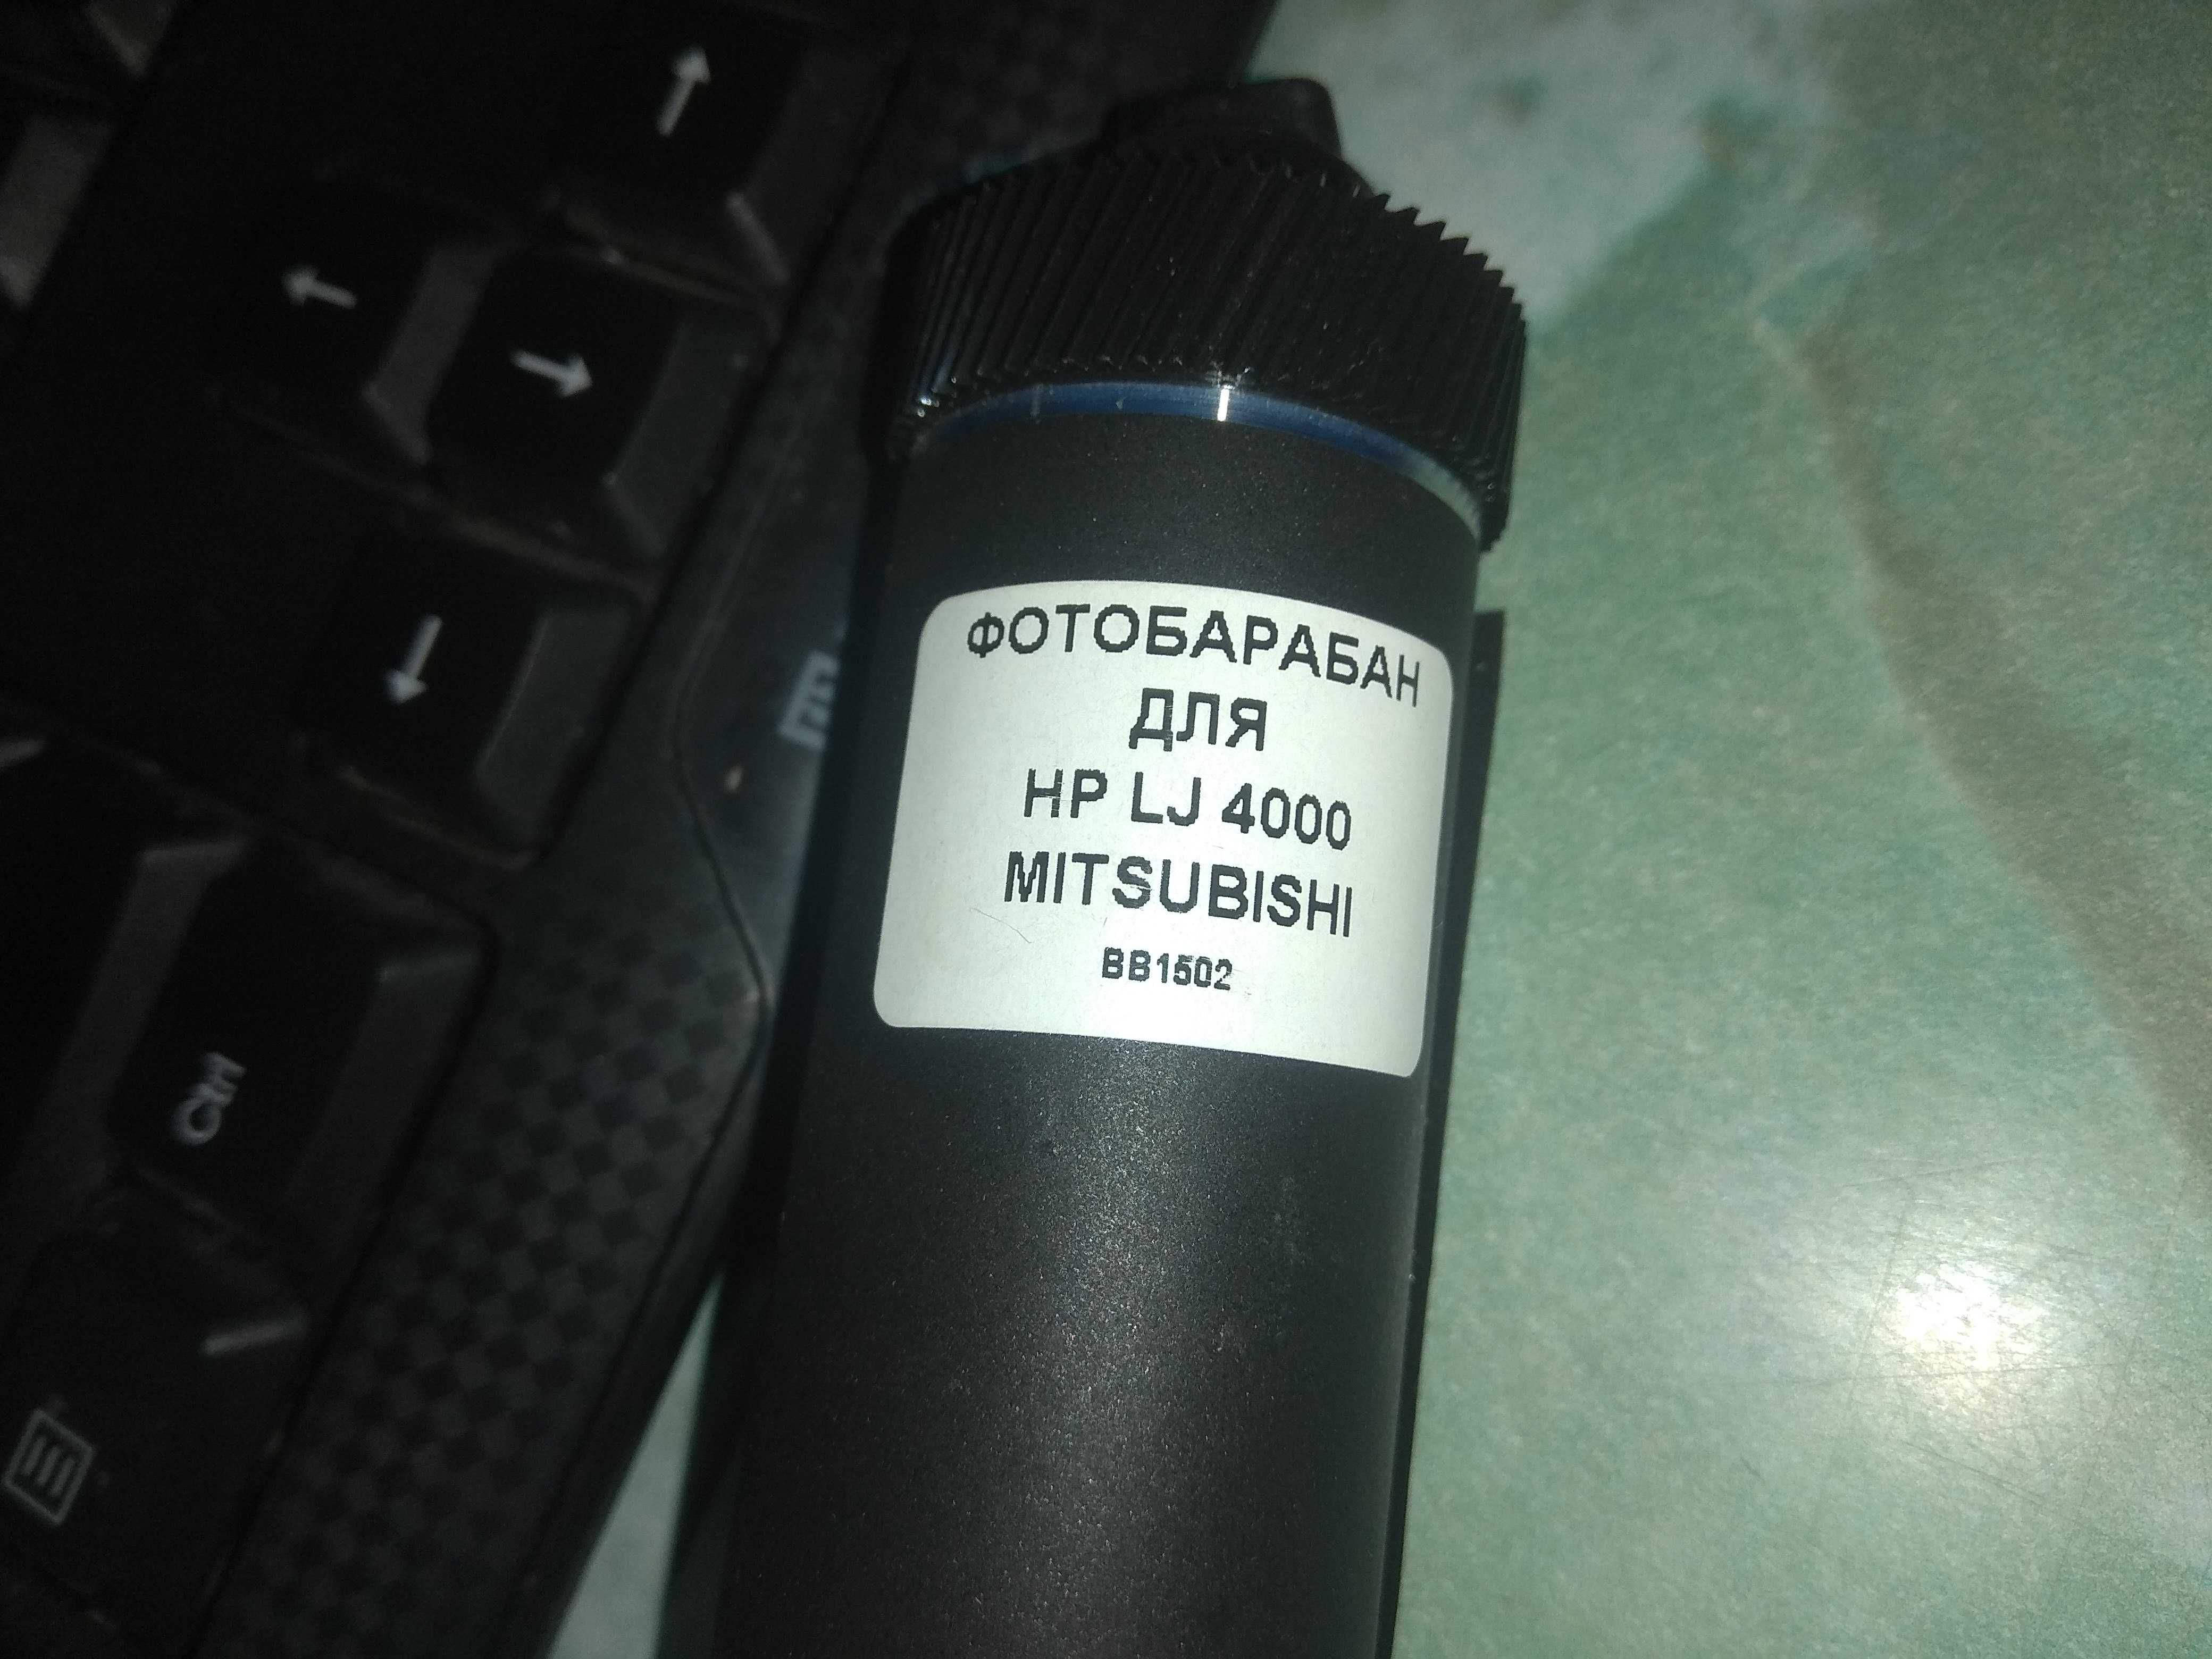 ФОТОБАРАБАН
ДЛЯ
HP LJ 4000
MITSUBISHI
BB1502
Ctrl